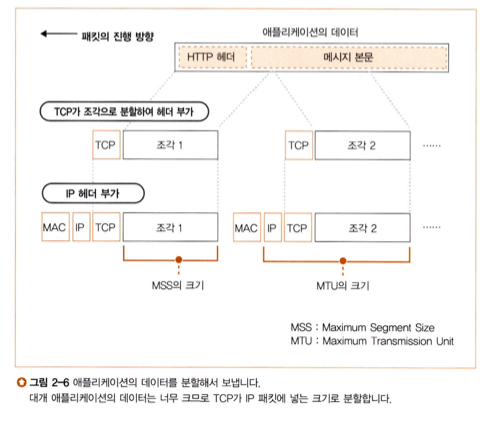 패킷의 진행 방향
애플리케이션의 데이터
HTTP 헤더 메시지 본문
TCP가 조각으로 분할하여 헤더 부가
TCP 조각 1 TCP 조각 2 ······
IP 헤더 부가
MAC IP TCP 조각 1 MAC IP TCP 조각 2 ······
MSS의 크기 MTU의 크기
MSS : Maximum Segment Size
MTU : Maximum Transmission Unit
그림 2-6 애플리케이션의 데이터를 분할해서 보냅니다.
대개 애플리케이션의 데이터는 너무 크므로 TCP가 IP 패킷에 넣는 크기로 분할합니다.